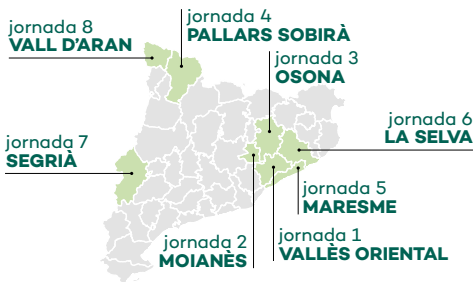 jornada 8
VALL D'ARAN
jornada 4
PALLARS SOBIRÀ
jornada 3
OSONA
jornada 6
LA SELVA
jornada 7
SEGRIÀ
jornada 5
MARESME
jornada 2
MOIANÈS
jornada 1
VALLÈS ORIENTAL